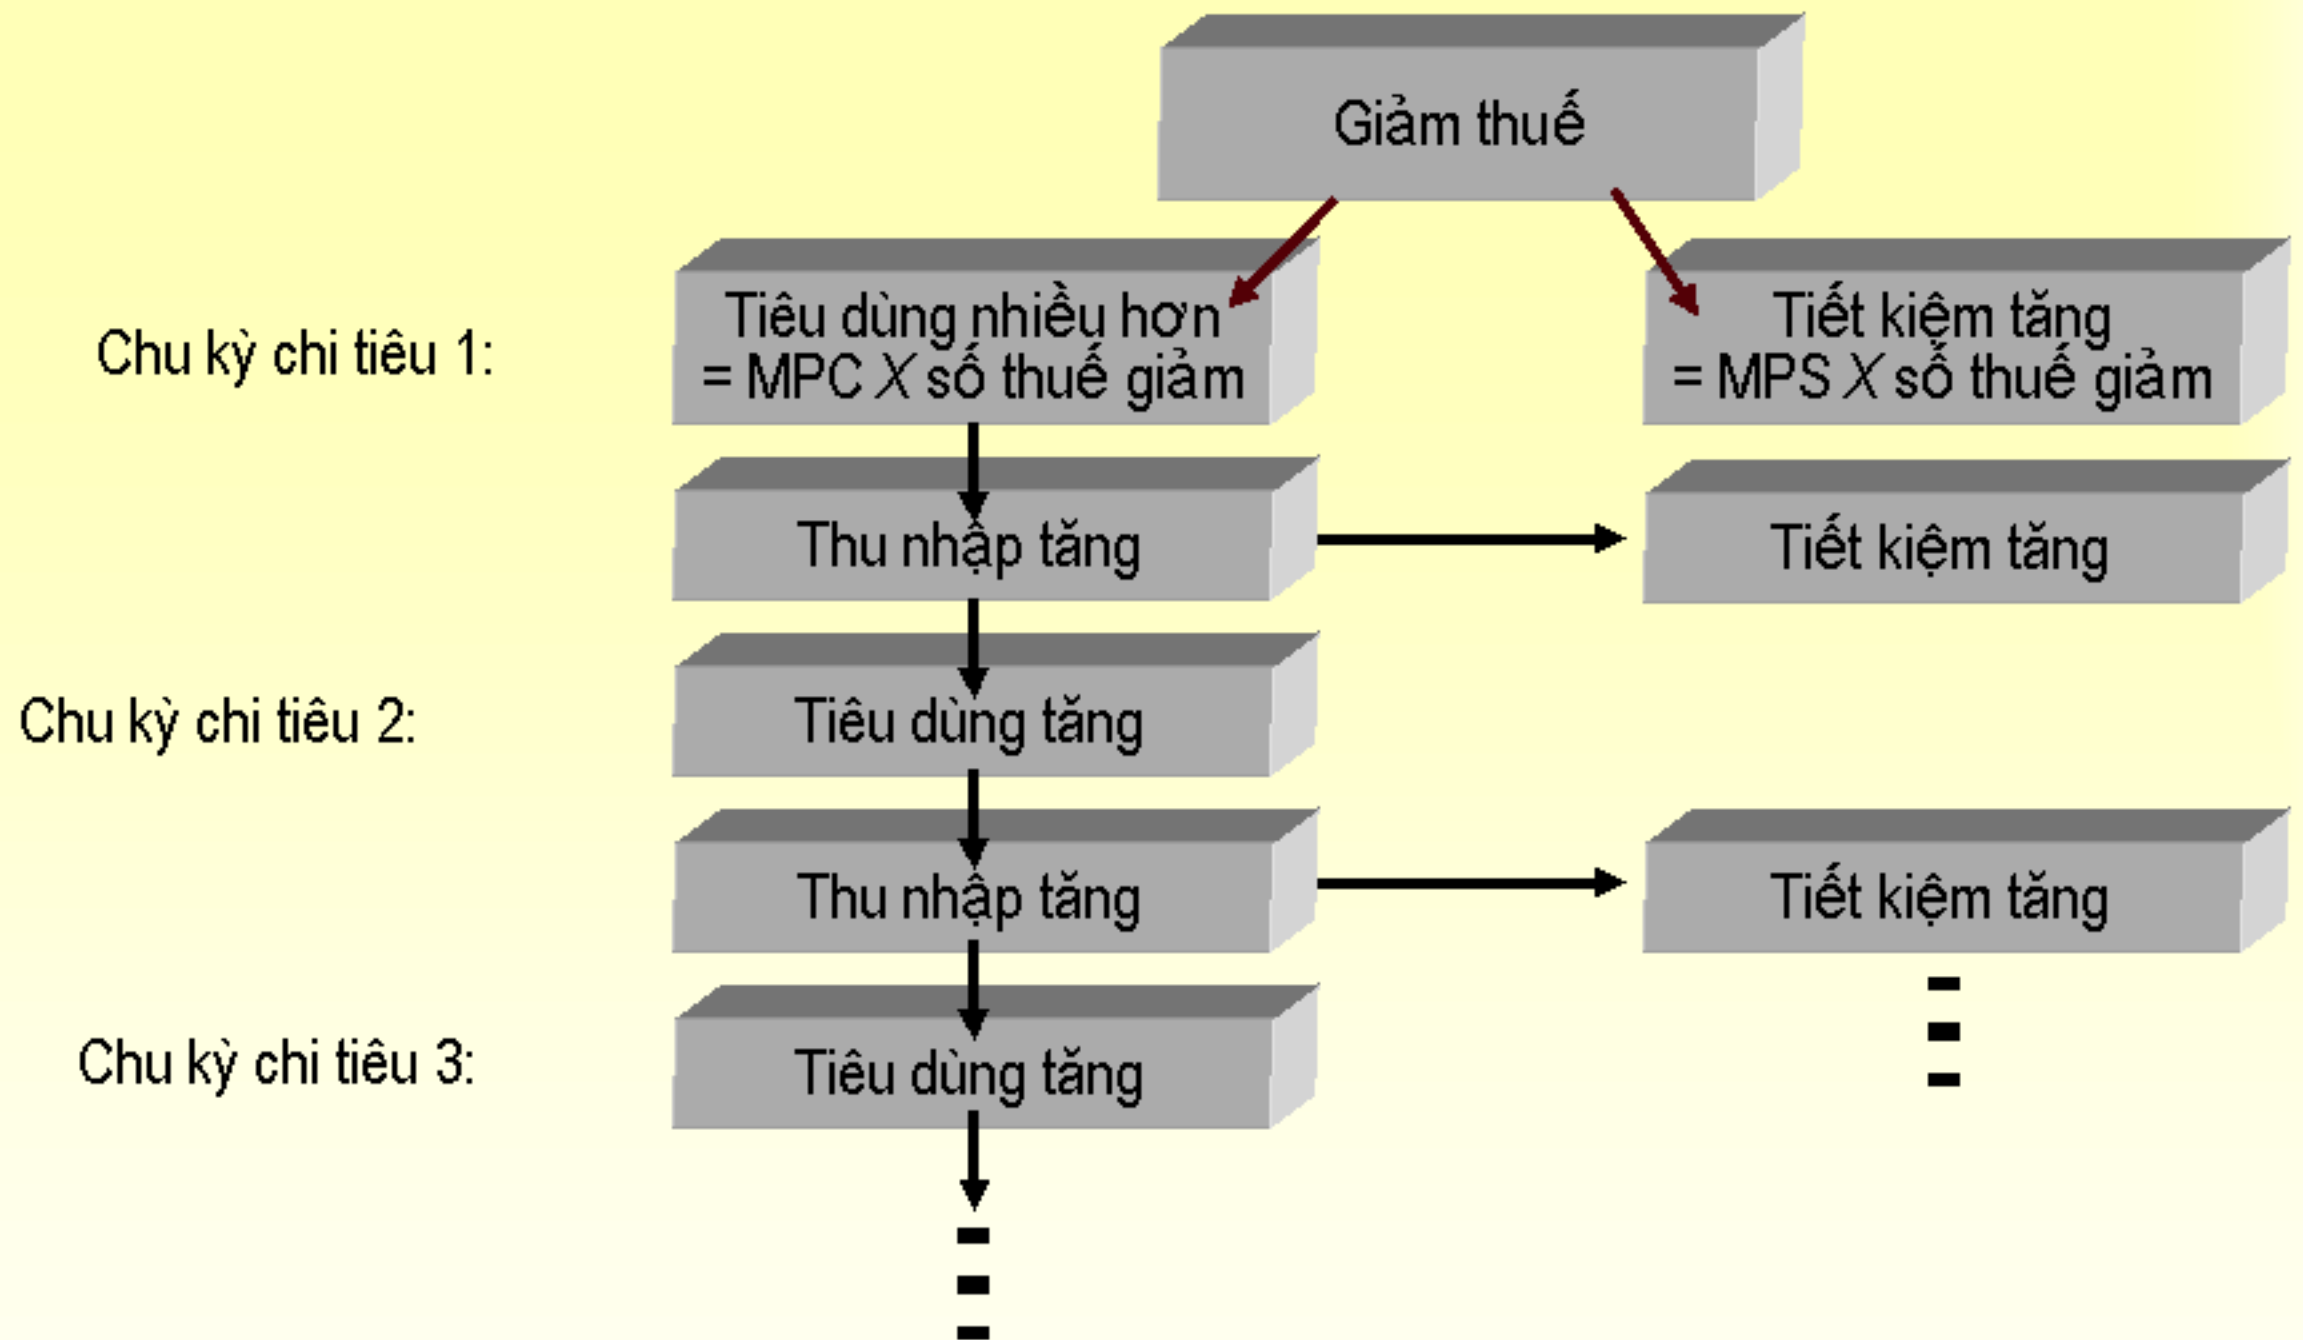 Giảm thuế
Chu kỳ chi tiêu 1:
Tiêu dùng nhiều hơn
= MPC X số thuế giảm
Tiết kiệm tăng
= MPS X số thuế giảm
Thu nhập tăng
Tiết kiệm tăng
Chu kỳ chi tiêu 2:
Tiêu dùng tăng
Thu nhập tăng
Tiết kiệm tăng
Chu kỳ chi tiêu 3:
Tiêu dùng tăng